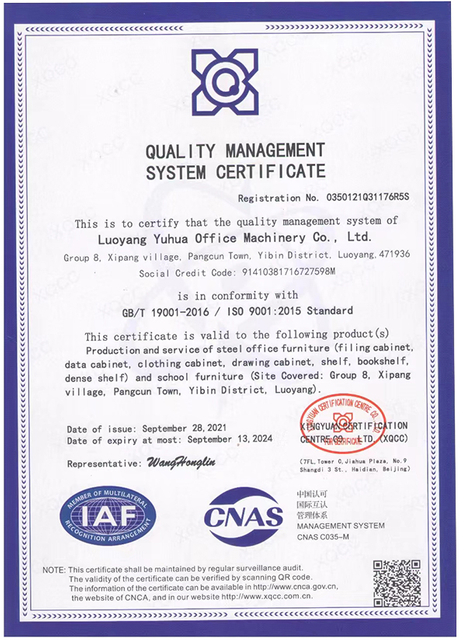 QUALITY MANAGEMENT
SYSTEM CERTIFICATE
Registration No. 0350121Q31176R5S
This is to certify that the quality management system of
Luoyang Yuhua Office Machinery Co., Ltd.
Group 8, Xipang village, Pangcun Town, Yibin District, Luoyang, 471936
Social Credit Code: 91410381716727598M
is in conformity with
GB/T 19001-2016 / ISO 9001:2015 Standard
This certificate is valid to the following product(s)
Production and service of steel office furniture (filing cabinet,
data cabinet, clothing cabinet, drawing cabinet, shelf, bookshelf,
dense shelf) and school furniture (Site Covered: Group 8, Xipang
village, Pangcun Town, Yibin District, Luoyang).
Date of issue: September 28, 2021
Date of expiry at most: September 13, 2024
Representative: WangHonglin
XINGYUAN CERTIFICATION
CENTRE CO., LTD. (XQCC)
(7FL, Tower C, Jiahua Plaza, No.9
Shangdi 3 St., Haidian, Beijing)
MEMBER OF MULTILATERAL
IAF
RECOGNITION ARRANGEMENT
CNAS
中国认可
国际互认
管理体系
MANAGEMENT SYSTEM
CNAS C035-M
NOTE: This certificate shall be maintained by regular surveillance audit.
The validity of the certificate can be verified by scanning QR code.
The information of the certificate can be available in http://www.cnca.gov.cn,
the website of CNCA, and in our website http://www.xqcc.com.cn.